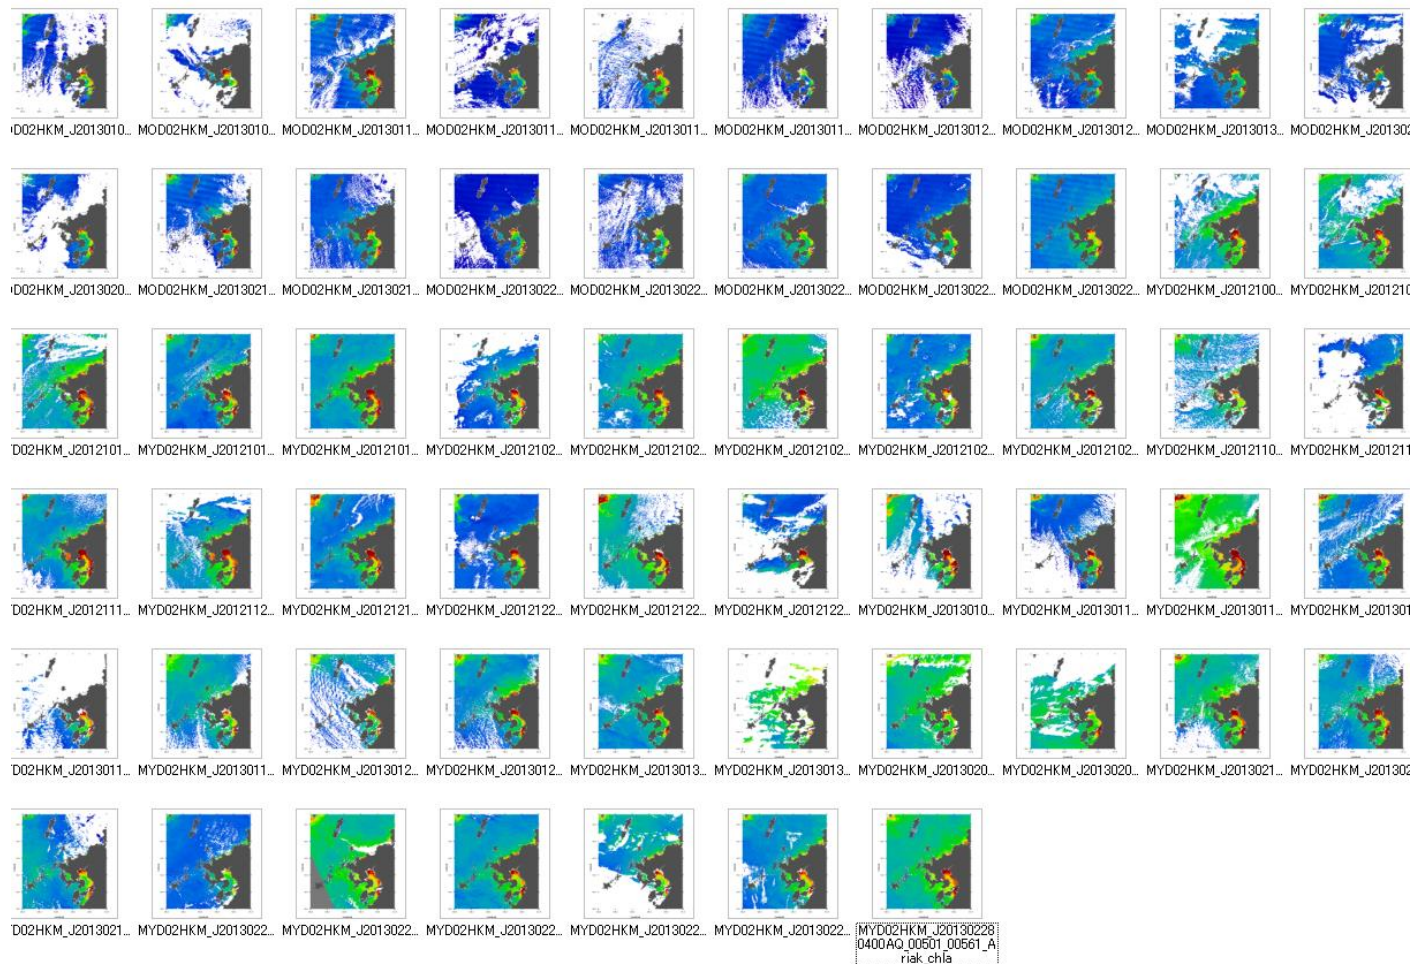 D02HKM_J2013010... MOD02HKM_J2013010... MOD02HKM_J2013011... MOD02HKM_J2013011... MOD02HKM_J2013011... MOD02HKM_J2013011... MOD02HKM_J2013012... MOD02HKM_J2013012... MOD02HKM_J2013013... MOD02HKM_J201302
D02HKM_J2013020... MOD02HKM_J2013021... MOD02HKM_J2013021... MOD02HKM_J2013022... MOD02HKM_J2013022... MOD02HKM_J2013022... MOD02HKM_J2013022... MOD02HKM_J2013022... MYD02HKM_J2012100... MYD02HKM_J201210
D02HKM_J2012101... MYD02HKM_J2012101... MYD02HKM_J2012101... MYD02HKM_J2012102... MYD02HKM_J2012102... MYD02HKM_J2012102... MYD02HKM_J2012102... MYD02HKM_J2012102... MYD02HKM_J2012110... MYD02HKM_J201211
D02HKM_J2012111... MYD02HKM_J2012112... MYD02HKM_J2012121... MYD02HKM_J2012122... MYD02HKM_J2012122... MYD02HKM_J2012122... MYD02HKM_J2013010... MYD02HKM_J2013011... MYD02HKM_J2013011... MYD02HKM_J201301
D02HKM_J2013011... MYD02HKM_J2013011... MYD02HKM_J2013012... MYD02HKM_J2013012... MYD02HKM_J2013013... MYD02HKM_J2013013... MYD02HKM_J2013020... MYD02HKM_J2013020... MYD02HKM_J2013021... MYD02HKM_J201302
D02HKM_J2013021... MYD02HKM_J2013022... MYD02HKM_J2013022... MYD02HKM_J2013022... MYD02HKM_J2013022... MYD02HKM_J2013022... MYD02HKM_J20130228
0400AQ_00501_00561_A
riak_chla